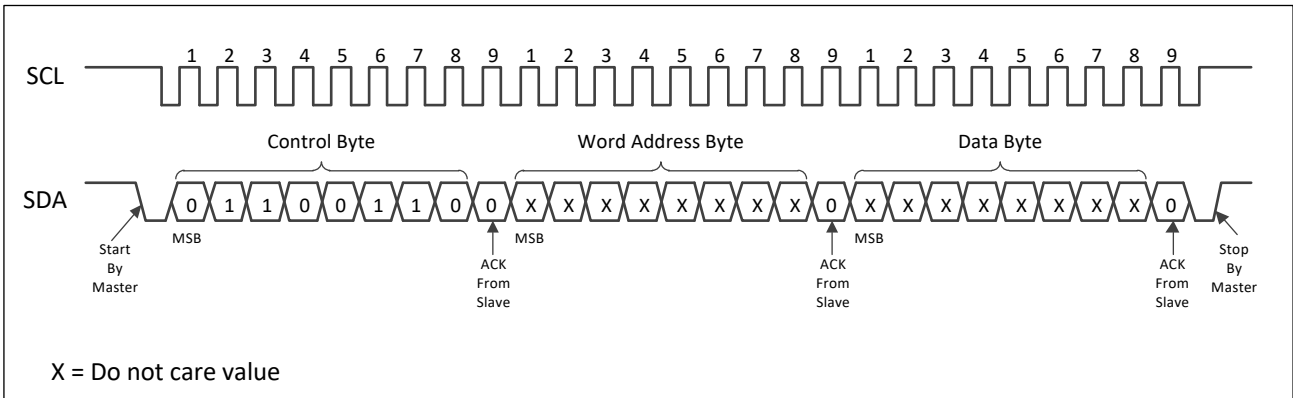 1 2 3 4 5 6 7 8 9 1 2 3 4 5 6 7 8 9 1 2 3 4 5 6 7 8 9
SCL
Control Byte Word Address Byte Data Byte
SDA
0 1 1 0 0 1 1 0 0 X X X X X X X X 0 X X X X X X X X 0
MSB MSB MSB
Start
By
Master
ACK
From
Slave
ACK
From
Slave
ACK
From
Slave
Stop
By
Master
X = Do not care value